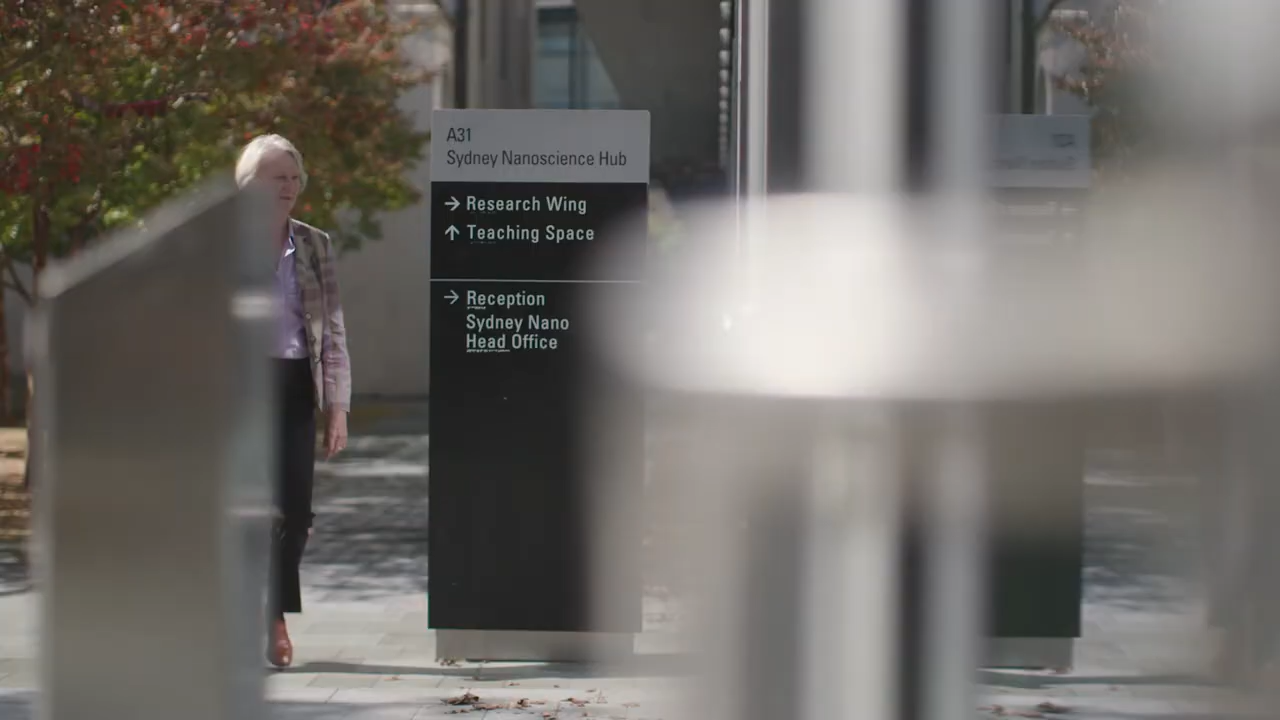 A31
Sydney Nanoscience Hub
→ Research Wing
↑ Teaching Space
→ Reception
Sydney Nano
Head Office